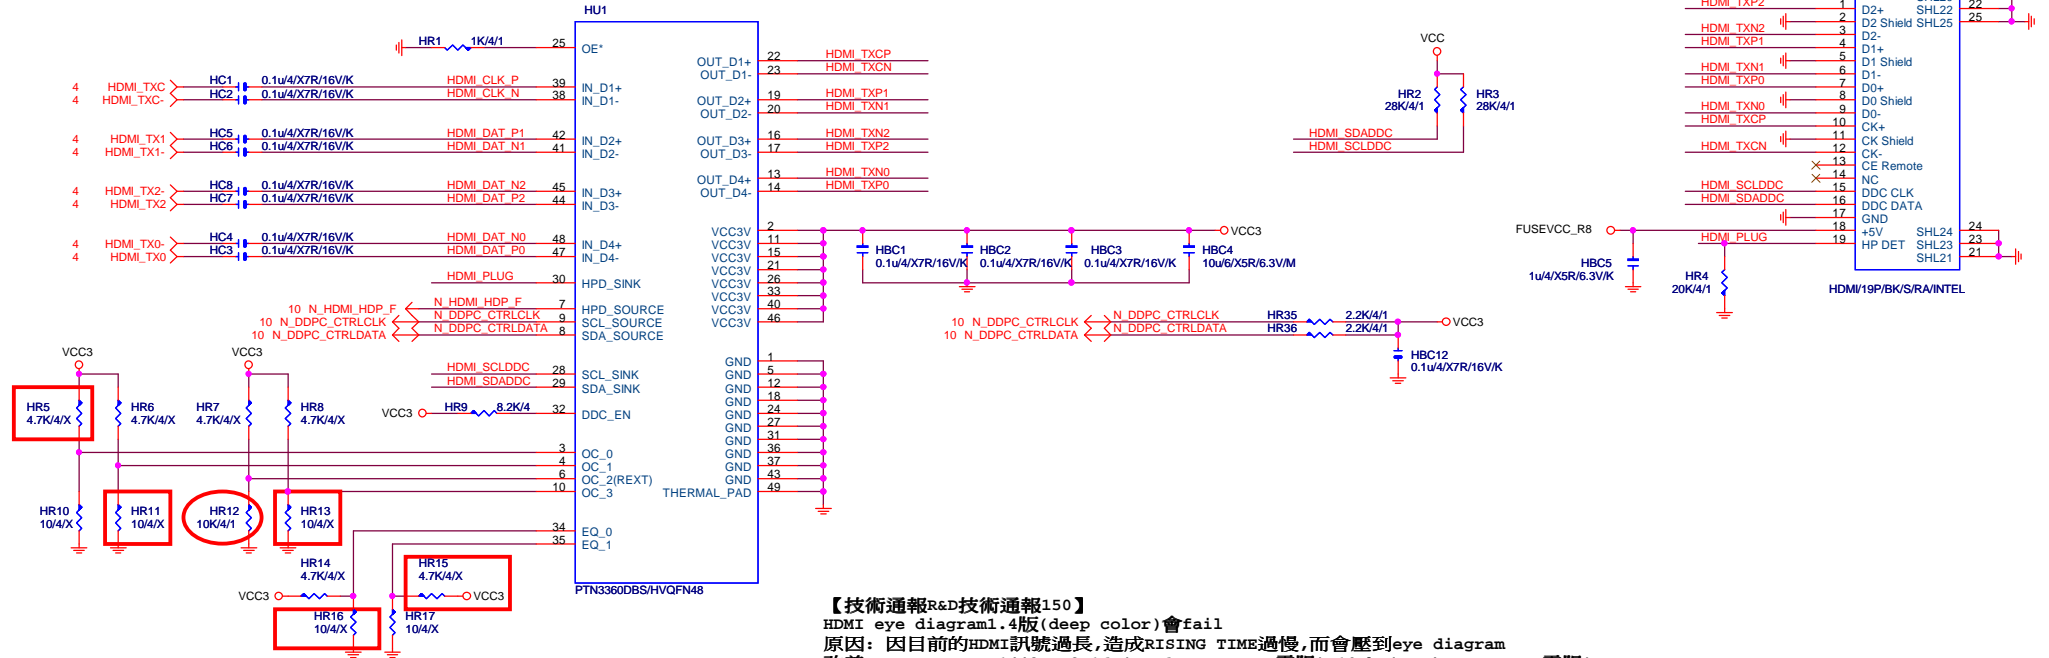 HU1
HR1 1K/4/1 25 OE*
4 HDMI_TXC HC1 0.1u/4/X7R/16V/K HDMI_CLK_P 39 IN_D1+
4 HDMI_TXC- HC2 0.1u/4/X7R/16V/K HDMI_CLK_N 38 IN_D1-
4 HDMI_TX1 HC5 0.1u/4/X7R/16V/K HDMI_DAT_P1 42 IN_D2+
4 HDMI_TX1- HC6 0.1u/4/X7R/16V/K HDMI_DAT_N1 41 IN_D2-
4 HDMI_TX2- HC8 0.1u/4/X7R/16V/K HDMI_DAT_N2 45 IN_D3+
4 HDMI_TX2 HC7 0.1u/4/X7R/16V/K HDMI_DAT_P2 44 IN_D3-
4 HDMI_TX0- HC4 0.1u/4/X7R/16V/K HDMI_DAT_N0 48 IN_D4+
4 HDMI_TX0 HC3 0.1u/4/X7R/16V/K HDMI_DAT_P0 47 IN_D4-
HDMI_PLUG 30 HPD_SINK
10 N_HDMI_HDP_F N_HDMI_HDP_F 7 HPD_SOURCE
10 N_DDPC_CTRLCLK N_DDPC_CTRLCLK 9 SCL_SOURCE
10 N_DDPC_CTRLDATA N_DDPC_CTRLDATA 8 SDA_SOURCE
HDMI_SCLDDC 28 SCL_SINK
HDMI_SDADDC 29 SDA_SINK
VCC3 HR9 8.2K/4 32 DDC_EN
VCC3 VCC3
HR5 HR6 HR7 HR8
4.7K/4/X 4.7K/4/X 4.7K/4/X 4.7K/4/X
3 OC_0
4 OC_1
6 OC_2(REXT)
10 OC_3
HR10 HR11 HR12 HR13
10/4/X 10/4/X 10K/4/1 10/4/X
34 EQ_0
35 EQ_1
HR14 HR15
4.7K/4/X 4.7K/4/X
VCC3 VCC3
HR16 HR17
10/4/X 10/4/X
PTN3360DBS/HVQFN48
OUT_D1+ 22 HDMI_TXCP
OUT_D1- 23 HDMI_TXCN
OUT_D2+ 19 HDMI_TXP1
OUT_D2- 20 HDMI_TXN1
OUT_D3+ 16 HDMI_TXN2
OUT_D3- 17 HDMI_TXP2
OUT_D4+ 13 HDMI_TXN0
OUT_D4- 14 HDMI_TXP0
VCC3V 2
VCC3V 11
VCC3V 15
VCC3V 21
VCC3V 26
VCC3V 33
VCC3V 40
VCC3V 46
GND 1
GND 5
GND 12
GND 18
GND 24
GND 27
GND 31
GND 36
GND 37
GND 43
THERMAL_PAD 49
VCC3
HBC1 HBC2 HBC3 HBC4
0.1u/4/X7R/16V/K 0.1u/4/X7R/16V/K 0.1u/4/X7R/16V/K 10u/6/X5R/6.3V/M
VCC
HR2 HR3
28K/4/1 28K/4/1
HDMI_SDADDC
HDMI_SCLDDC
10 N_DDPC_CTRLCLK N_DDPC_CTRLCLK HR35 2.2K/4/1 VCC3
10 N_DDPC_CTRLDATA N_DDPC_CTRLDATA HR36 2.2K/4/1
HBC12
0.1u/4/X7R/16V/K
HDMI_TXP2 1 D2+ SHL22 22
2 D2 Shield SHL25 25
HDMI_TXN2 3 D2-
HDMI_TXP1 4 D1+
5 D1 Shield
HDMI_TXN1 6 D1-
HDMI_TXP0 7 D0+
8 D0 Shield
HDMI_TXN0 9 D0-
HDMI_TXCP 10 CK+
11 CK Shield
HDMI_TXCN 12 CK-
13 CE Remote
14 NC
HDMI_SCLDDC 15 DDC CLK
HDMI_SDADDC 16 DDC DATA
17 GND
FUSEVCC_R8 18 +5V SHL24 24
HDMI_PLUG 19 HP DET SHL23 23
SHL21 21
HBC5
1u/4/X5R/6.3V/K
HR4
20K/4/1
HDMI/19P/BK/S/RA/INTEL
【技術通報R&D技術通報150】
HDMI eye diagram1.4版(deep color)會fail
原因: 因目前的HDMI訊號過長,造成RISING TIME過慢,而會壓到eye diagram